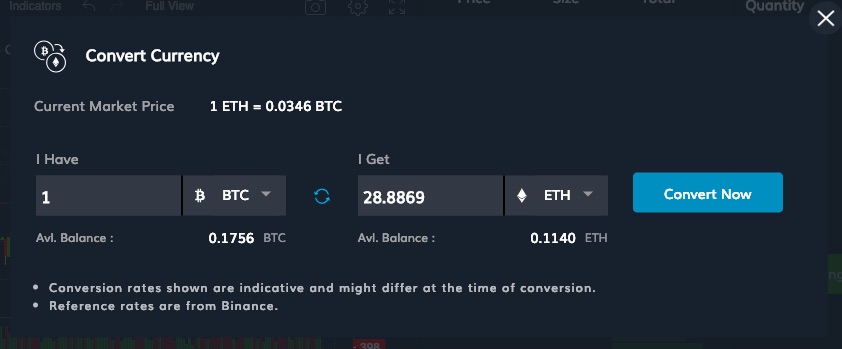 Indicators Full View Price Size Total Quantity
Convert Currency
Current Market Price 1 ETH = 0.0346 BTC
I Have I Get
1 BTC 28.8869 ETH Convert Now
Avl. Balance : 0.1756 BTC Avl. Balance : 0.1140 ETH
• Conversion rates shown are indicative and might differ at the time of conversion.
• Reference rates are from Binance.